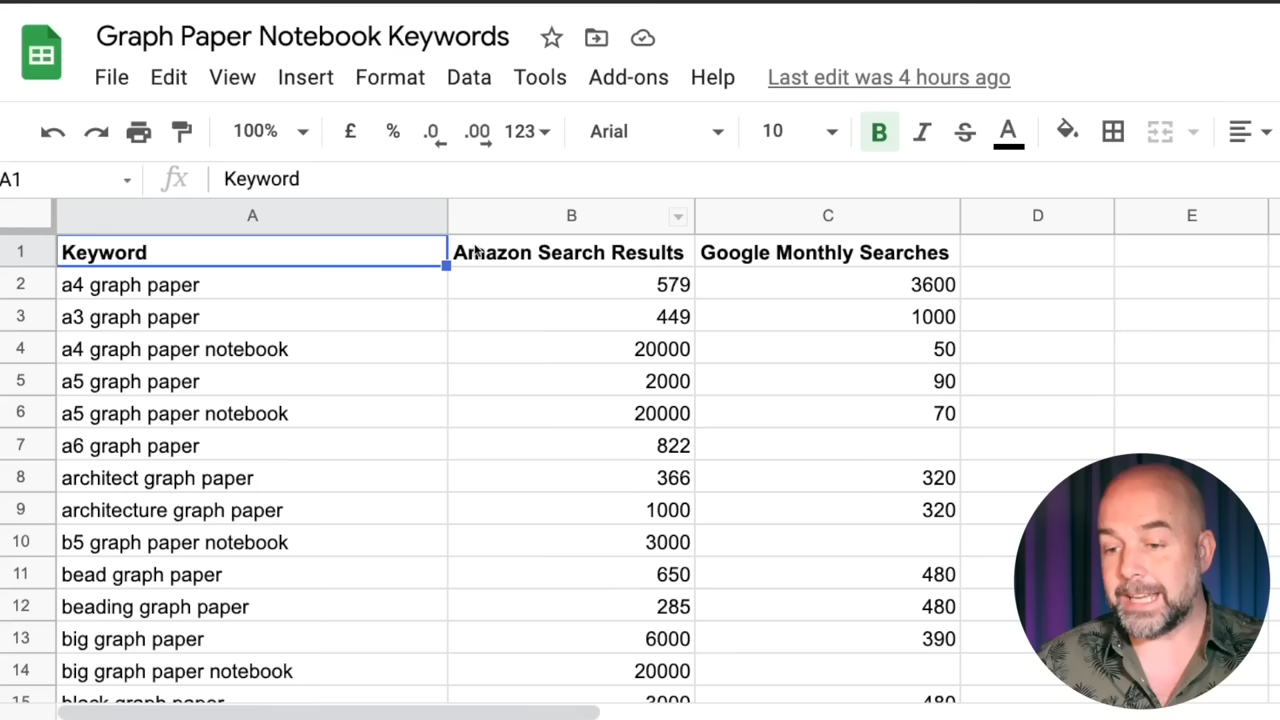 Graph Paper Notebook Keywords
File Edit View Insert Format Data Tools Add-ons Help Last edit was 4 hours ago
100% £ % .0 .00 123 Arial 10 B I S A
A1 fx Keyword
A B C D E
1 Keyword Amazon Search Results Google Monthly Searches
2 a4 graph paper 579 3600
3 a3 graph paper 449 1000
4 a4 graph paper notebook 20000 50
5 a5 graph paper 2000 90
6 a5 graph paper notebook 20000 70
7 a6 graph paper 822
8 architect graph paper 366 320
9 architecture graph paper 1000 320
10 b5 graph paper notebook 3000
11 bead graph paper 650 480
12 beading graph paper 285 480
13 big graph paper 6000 390
14 big graph paper notebook 20000
15 black graph paper 3000 480